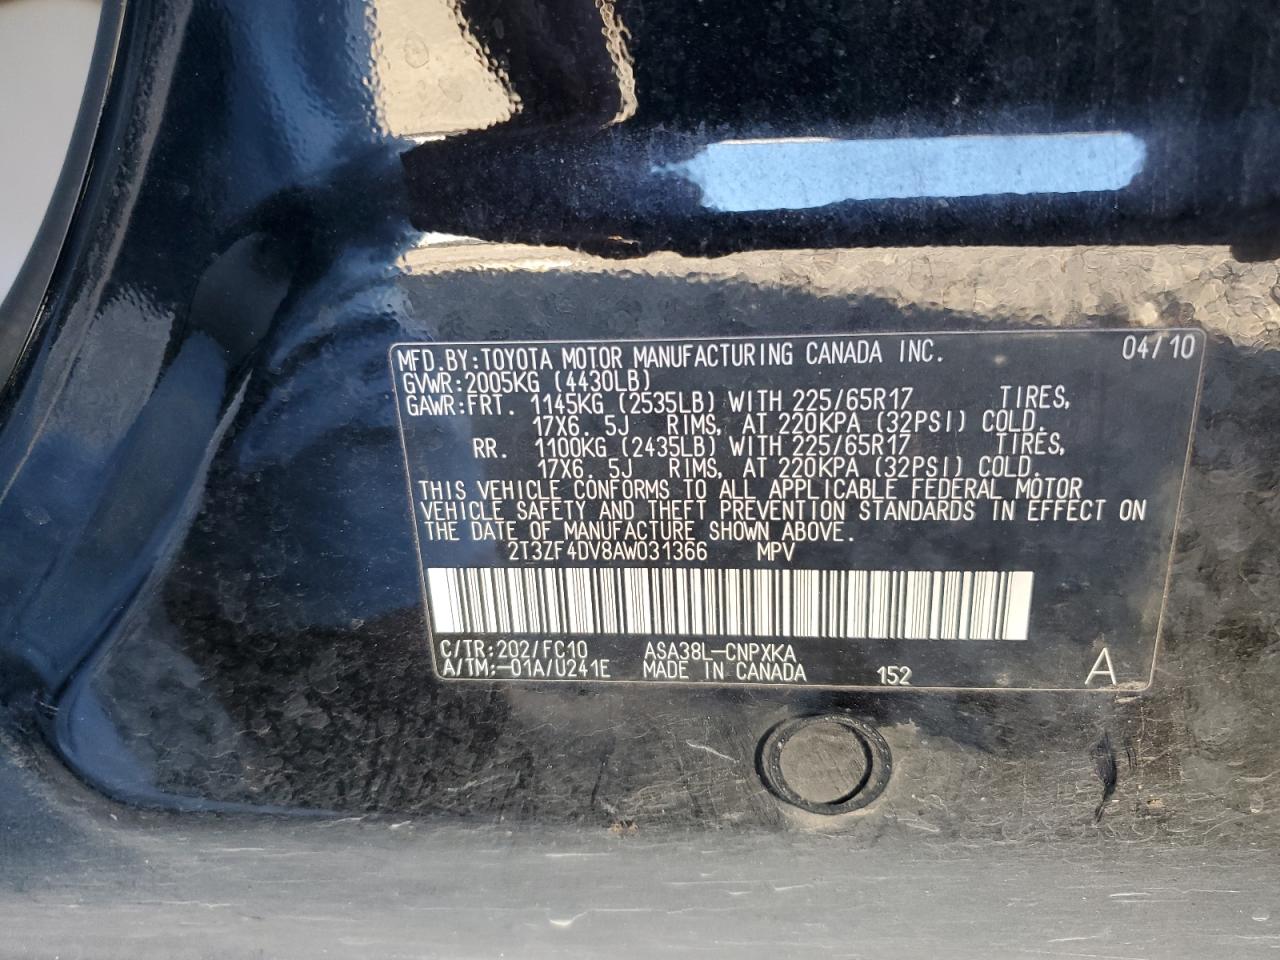 MFD.BY:TOYOTA MOTOR MANUFACTURING CANADA INC. 04/10
GVWR:2005KG (4430LB)
GAWR:FRT. 1145KG (2535LB) WITH 225/65R17 TIRES,
17X6.5J RIMS, AT 220KPA (32PSI) COLD.
RR. 1100KG (2435LB) WITH 225/65R17 TIRES,
17X6.5J RIMS, AT 220KPA (32PSI) COLD.
THIS VEHICLE CONFORMS TO ALL APPLICABLE FEDERAL MOTOR
VEHICLE SAFETY AND THEFT PREVENTION STANDARDS IN EFFECT ON
THE DATE OF MANUFACTURE SHOWN ABOVE.
2T3ZF4DV8AW031366 MPV
C/TR:202/FC10 ASA38L-CNPXKA
A/TM:-01A/U241E MADE IN CANADA 152 A